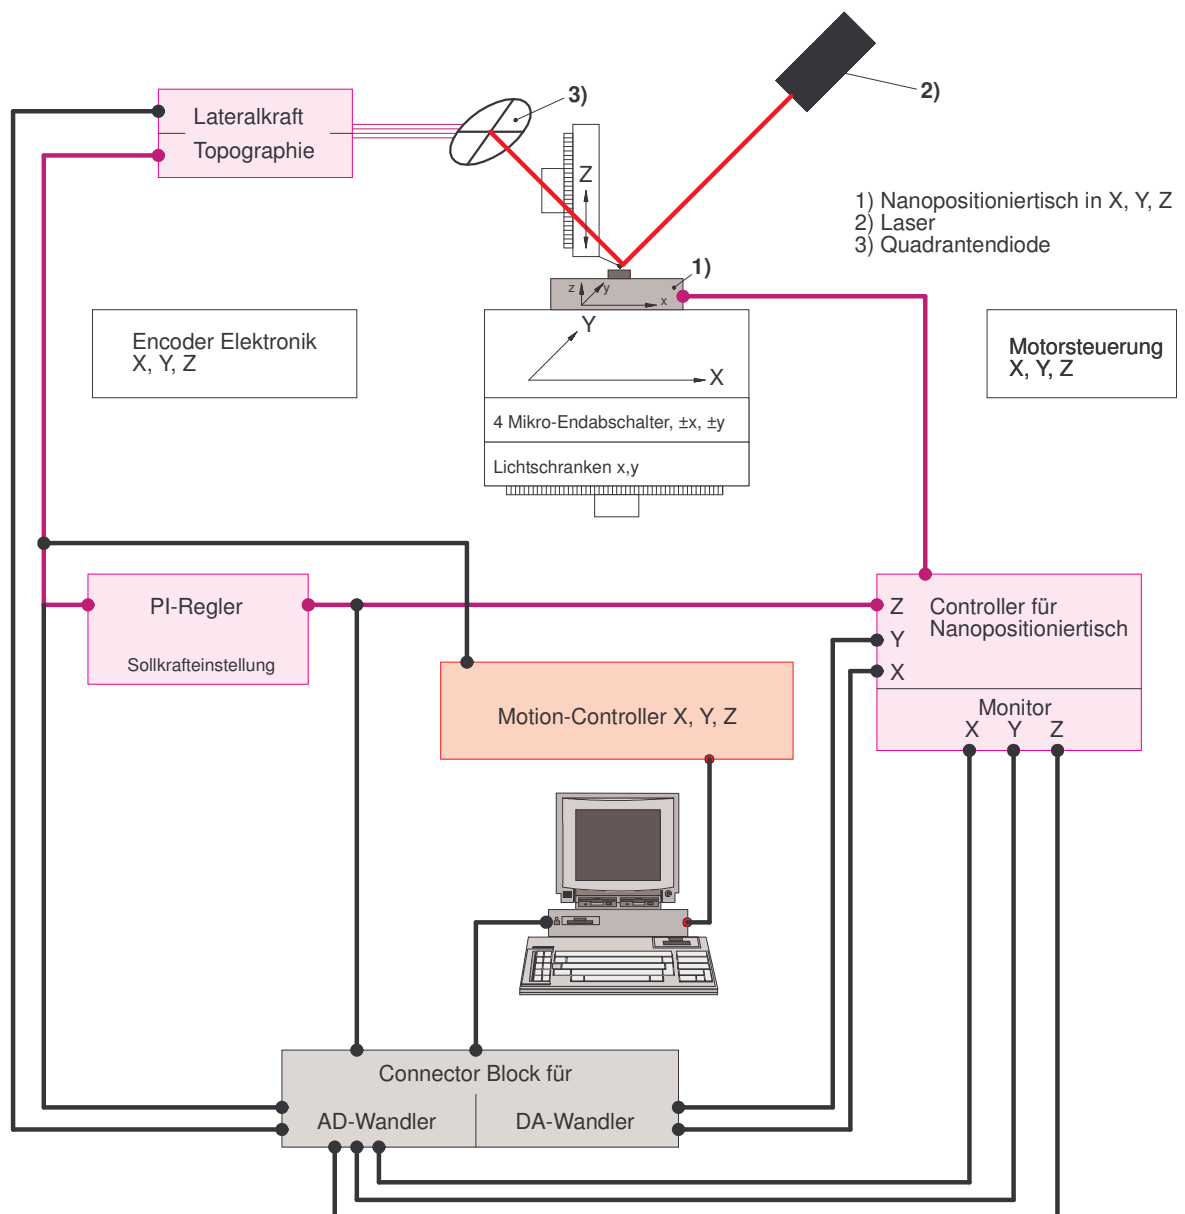 Lateralkraft
Topographie
3)
2)
Z
1) Nanopositioniertisch in X, Y, Z
2) Laser
3) Quadrantendiode
1)
z
y
x
Encoder Elektronik
X, Y, Z
Y
X
Motorsteuerung
X, Y, Z
4 Mikro-Endabschalter, ±x, ±y
Lichtschranken x,y
PI-Regler
Sollkrafteinstellung
Z
Controller für
Nanopositioniertisch
Y
X
Monitor
X Y Z
Motion-Controller X, Y, Z
Connector Block für
AD-Wandler
DA-Wandler